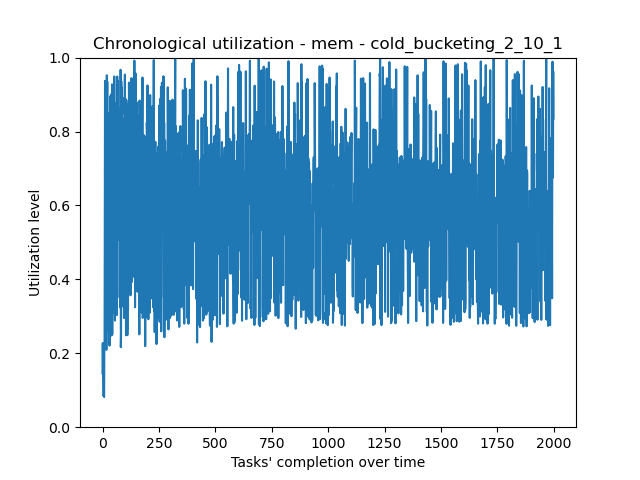 Chronological utilization - mem - cold_bucketing_2_10_1
1.0
0.8
0.6
0.4
0.2
0.0
Utilization level
0 250 500 750 1000 1250 1500 1750 2000
Tasks' completion over time